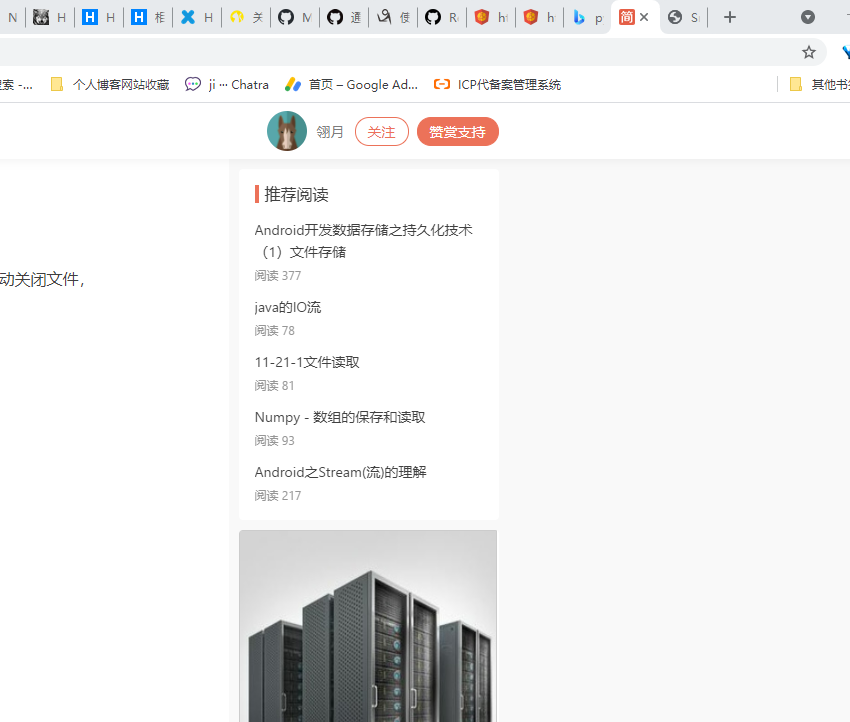 N H H H 相 H 关 M 通 使 Re ht h p 简 S
索 -... 个人博客网站收藏 ji ··· Chatra 首页 – Google Ad... ICP代备案管理系统 其他书
翎月 关注 赞赏支持
推荐阅读
Android开发数据存储之持久化技术
（1）文件存储
阅读 377
动关闭文件，
java的IO流
阅读 78
11-21-1文件读取
阅读 81
Numpy - 数组的保存和读取
阅读 93
Android之Stream(流)的理解
阅读 217